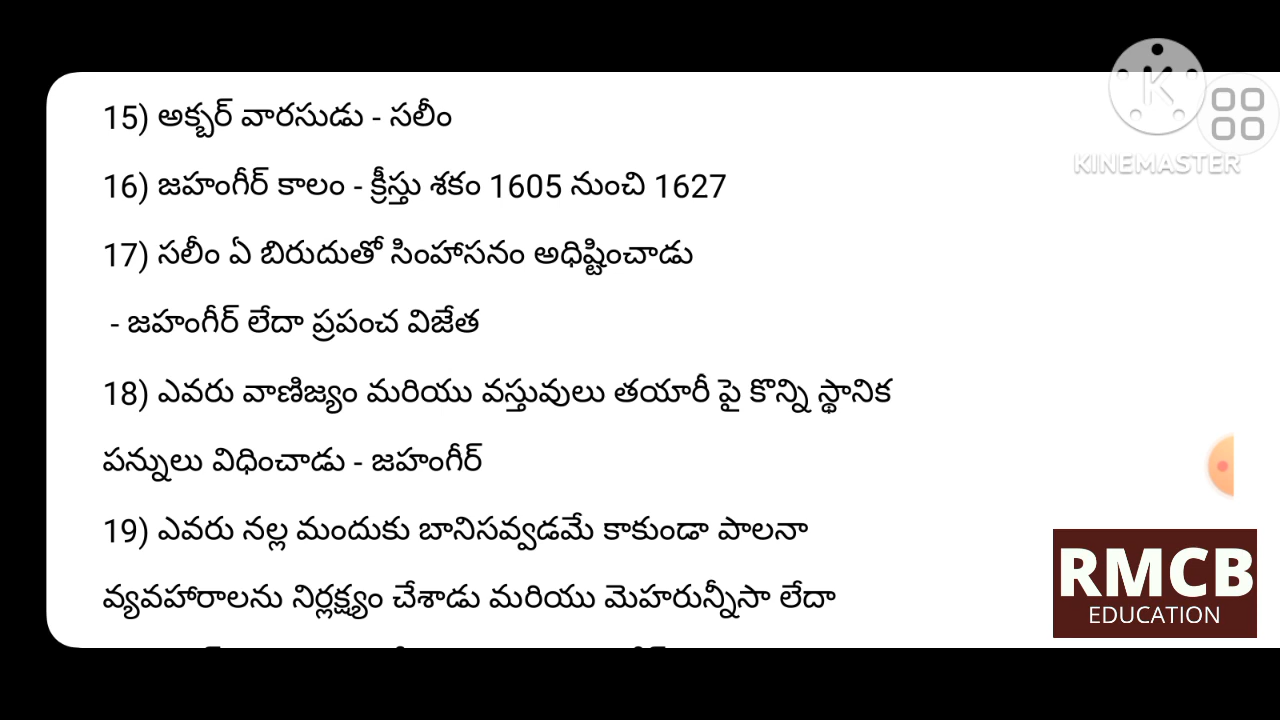 15) అక్బర్ వారసుడు - సలీం
16) జహంగీర్ కాలం - క్రీస్తు శకం 1605 నుంచి 1627
17) సలీం ఏ బిరుదుతో సింహాసనం అధిష్టించాడు
- జహంగీర్ లేదా ప్రపంచ విజేత
18) ఎవరు వాణిజ్యం మరియు వస్తువులు తయారీ పై కొన్ని స్థానిక
పన్నులు విధించాడు - జహంగీర్
19) ఎవరు నల్ల మందుకు బానిసవ్వడమే కాకుండా పాలనా
వ్యవహారాలను నిర్లక్ష్యం చేశాడు మరియు మెహరున్నీసా లేదా
KINEMASTER
RMCB
EDUCATION